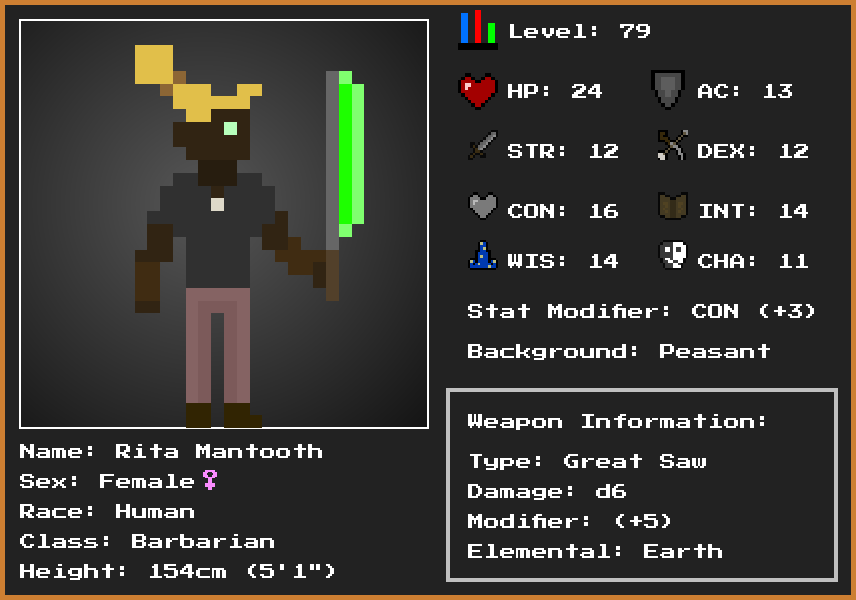 Level: 79
HP: 24 AC: 13
STR: 12 DEX: 12
CON: 16 INT: 14
WIS: 14 CHA: 11
Stat Modifier: CON (+3)
Background: Peasant
Weapon Information:
Type: Great Saw
Damage: d6
Modifier: (+5)
Elemental: Earth
Name: Rita Mantooth
Sex: Female♀
Race: Human
Class: Barbarian
Height: 154cm (5'1")